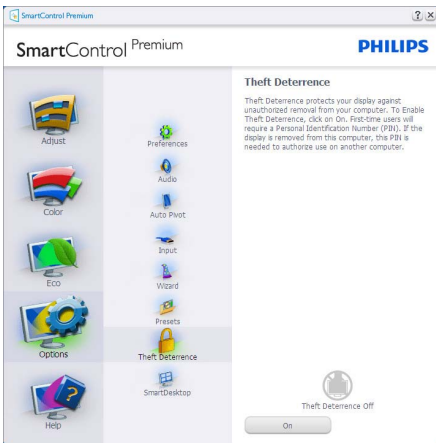 SmartControl Premium
SmartControl Premium
PHILIPS
Adjust
Color
Eco
Options
Help
Preferences
Audio
Auto Pivot
Input
Wizard
Presets
Theft Deterrence
SmartDesktop
Theft Deterrence
Theft Deterrence protects your display against
unauthorized removal from your computer. To Enable
Theft Deterrence, click on On. First-time users will
require a Personal Identification Number (PIN). If the
display is removed from this computer, this PIN is
needed to authorize use on another computer.
Theft Deterrence Off
On